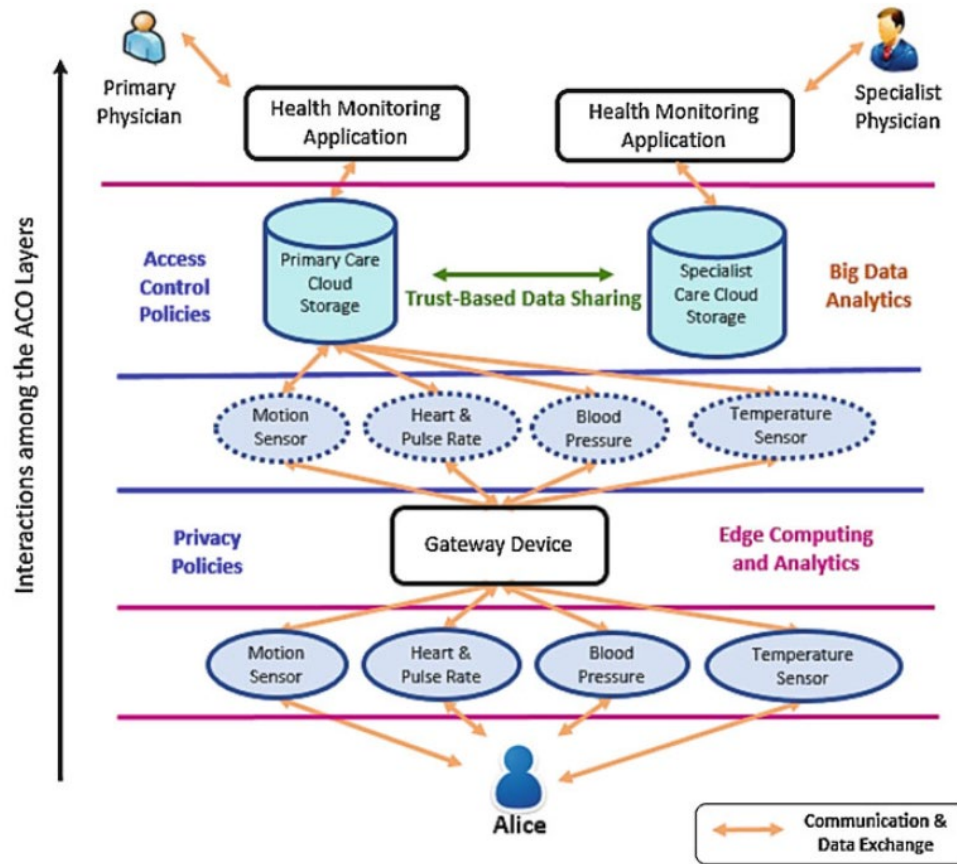 Primary
Physician
Health Monitoring
Application
Health Monitoring
Application
Specialist
Physician
Interactions among the ACO Layers
Access
Control
Policies
Primary Care
Cloud
Storage
Trust-Based Data Sharing
Specialist
Care Cloud
Storage
Big Data
Analytics
Motion
Sensor
Heart &
Pulse Rate
Blood
Pressure
Temperature
Sensor
Privacy
Policies
Gateway Device
Edge Computing
and Analytics
Motion
Sensor
Heart &
Pulse Rate
Blood
Pressure
Temperature
Sensor
Alice
Communication &
Data Exchange